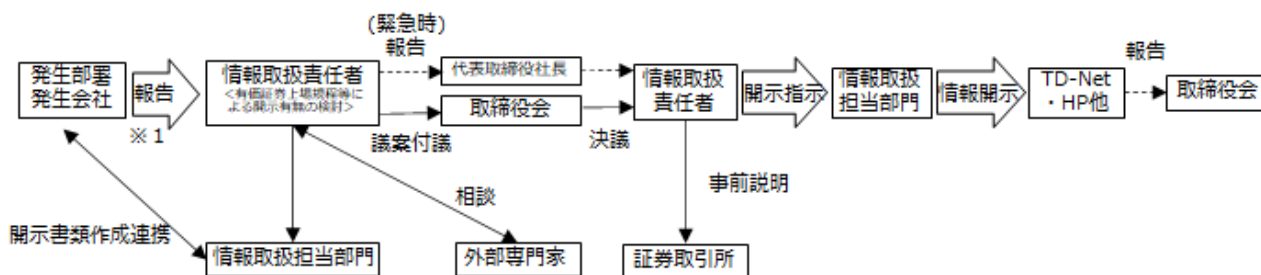 (緊急時)
報告
報告
発生部署
発生会社
報告
※1
情報取扱責任者
<有価証券上場規程等に
よる開示有無の検討>
代表取締役社長
取締役会
議案付議
決議
情報取扱
責任者
開示指示
情報取扱
担当部門
情報開示
TD-Net
・HP他
取締役会
相談
事前説明
開示書類作成連携
情報取扱担当部門
外部専門家
証券取引所